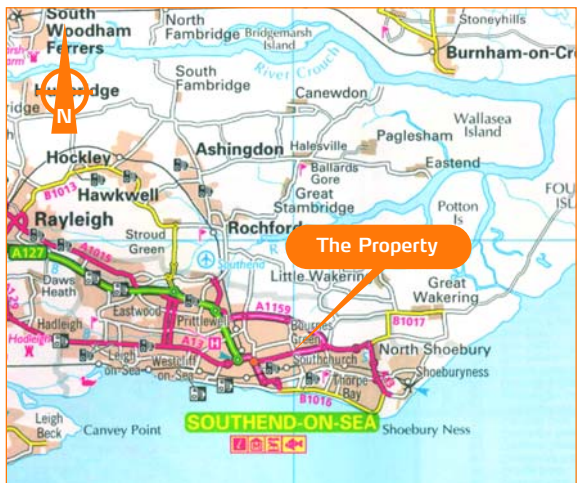 South
Woodham
Ferrers
North
Fambridge
Bridgemarsh
Island
Stoneyhills
Burnham-on-Cr
River Crouch
South
Fambridge
Canewdon
Wallasea
Island
N
Hockley
Ashingdon
Halesville
Paglesham
Eastend
Ballards
Gore
B1013
Hawkwell
Great
Stambridge
Potton
Is
FOU
ISL
Rayleigh
Stroud
Green
Rochford
R
The Property
A127
A1015
Southend
Little Wakering
Great
Wakering
Daws
Heath
Eastwood
Prittlewell
A1159
Bournes
Green
B1017
Hadleigh
Hadleigh
A13
H
North Shoebury
Leigh
-on-Sea
Westcliff
-on-Sea
Southchurch
Thorpe
Bay
Shoeburyness
B1016
SOUTHEND-ON-SEA
Leigh
Beck
Canvey Point
Shoebury Ness